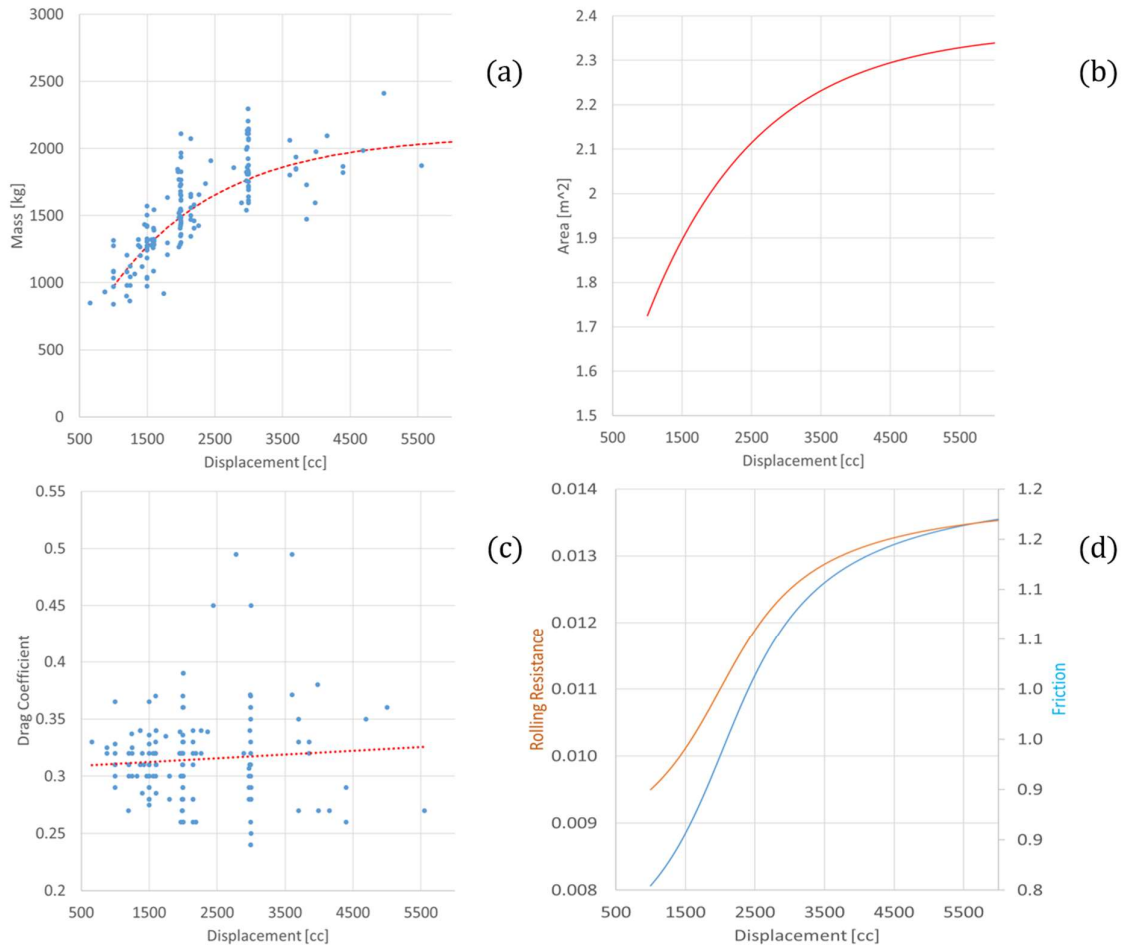 3000
2500
2000
1500
1000
500
0
Mass [kg]
500 1500 2500 3500 4500 5500
Displacement [cc]
(a)
2.4
2.3
2.2
2.1
2
1.9
1.8
1.7
1.6
1.5
Area [m^2]
500 1500 2500 3500 4500 5500
Displacement [cc]
(b)
0.55
0.5
0.45
0.4
0.35
0.3
0.25
0.2
Drag Coefficient
500 1500 2500 3500 4500 5500
Displacement [cc]
(c)
0.014
0.013
0.012
0.011
0.010
0.009
0.008
Rolling Resistance
1.2
1.2
1.1
1.1
1.0
1.0
0.9
0.9
0.8
Friction
500 1500 2500 3500 4500 5500
Displacement [cc]
(d)